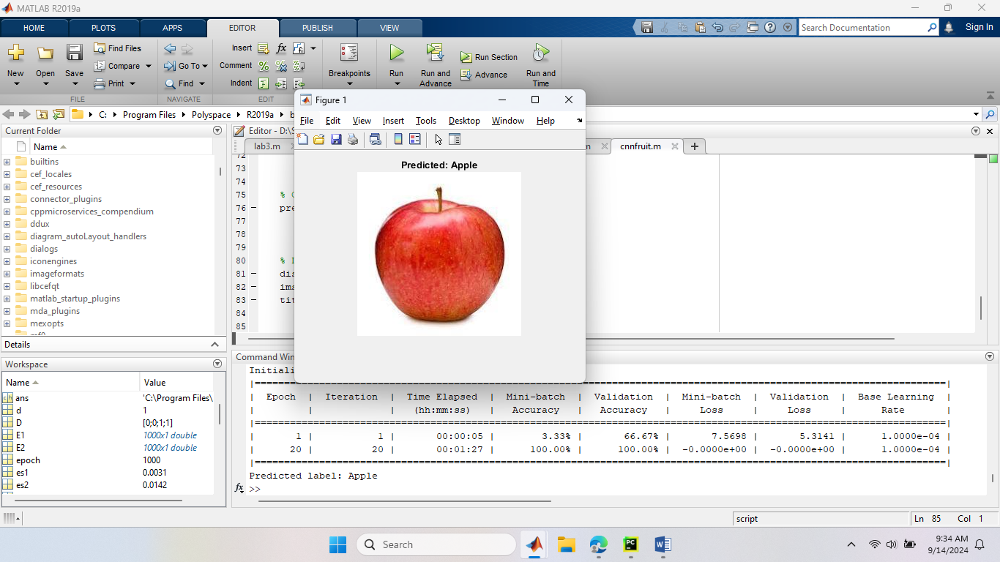 MATLAB R2019a
HOME PLOTS APPS EDITOR PUBLISH VIEW
Search Documentation
Sign In
New Open Save
Find Files
Compare
Print
FILE
Go To
Find
NAVIGATE
Insert
Comment
Indent
EDIT
Breakpoints
Run
Run and Advance
Run Section
Advance
Run and Time
C: Program Files Polyspace R2019a b
Current Folder
Name
builtins
cef_locales
cef_resources
connector_plugins
cppmicroservices_compendium
ddux
diagram_autoLayout_handlers
dialogs
iconengines
imageformats
libcefqt
matlab_startup_plugins
mda_plugins
mexopts
Details
Workspace
Name Value
ans 'C:\Program Files\
d 1
D [0;0;1;1]
E1 1000x1 double
E2 1000x1 double
epoch 1000
es1 0.0031
es2 0.0142
Editor - D:\S
lab3.m
m
cnnfruit.m
73
74
75 %
76 - pre
77
78
79
80 %
81 - dis
82 - ims
83 - tit
84
85
Figure 1
File Edit View Insert Tools Desktop Window Help
Predicted: Apple
Command Win
Initiali
|======================================================================================================================|
| Epoch | Iteration | Time Elapsed | Mini-batch | Validation | Mini-batch | Validation | Base Learning |
| | | (hh:mm:ss) | Accuracy | Accuracy | Loss | Loss | Rate |
|======================================================================================================================|
| 1 | 1 | 00:00:05 | 3.33% | 66.67% | 7.5698 | 5.3141 | 1.0000e-04 |
| 20 | 20 | 00:01:27 | 100.00% | 100.00% | -0.0000e+00 | -0.0000e+00 | 1.0000e-04 |
|======================================================================================================================|
Predicted label: Apple
fx >>
script
Ln 85 Col 1
Search
PC
W
9:34 AM
9/14/2024